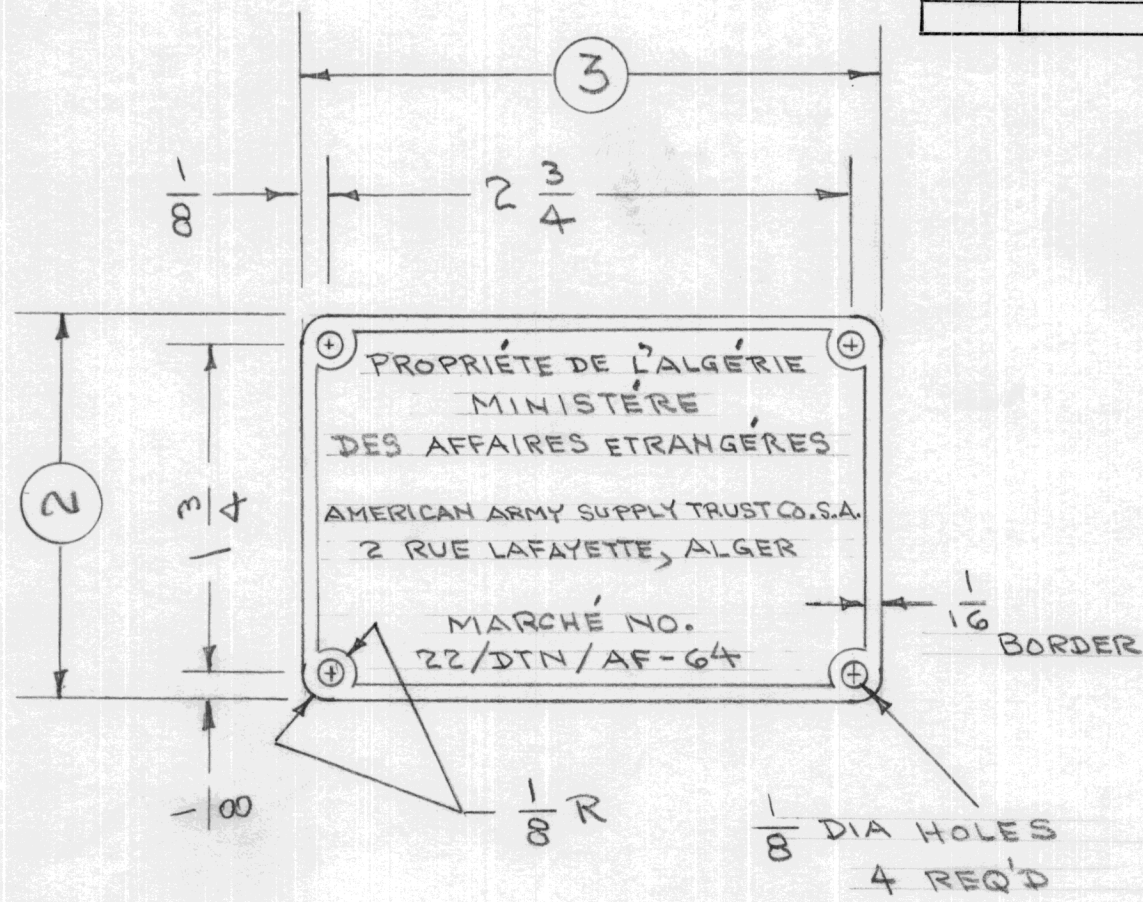 3
1/8
2 3/4
PROPRIÉTE DE L'ALGÉRIE
MINISTÉRE
DES AFFAIRES ETRANGÉRES
AMERICAN ARMY SUPPLY TRUST CO. S.A.
2 RUE LAFAYETTE, ALGER
MARCHÉ NO.
22/DTN/AF-64
2
1 3/4
1/16
BORDER
1/8
1/8 R
1/8 DIA HOLES
4 REQ'D